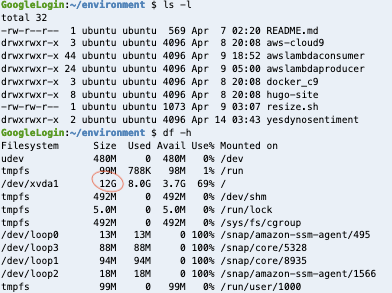 GoogleLogin:~/environment $ ls -l
total 32
-rw-r--r-- 1 ubuntu ubuntu 569 Apr 7 02:20 README.md
drwxrwxr-x 3 ubuntu ubuntu 4096 Apr 8 20:08 aws-cloud9
drwxrwxr-x 44 ubuntu ubuntu 4096 Apr 9 18:52 awslambdaconsumer
drwxrwxr-x 24 ubuntu ubuntu 4096 Apr 9 05:00 awslambdaproducer
drwxrwxr-x 3 ubuntu ubuntu 4096 Apr 8 20:08 docker_c9
drwxrwxr-x 8 ubuntu ubuntu 4096 Apr 8 20:08 hugo-site
-rw-rw-r-- 1 ubuntu ubuntu 1073 Apr 9 03:07 resize.sh
drwxrwxr-x 6 ubuntu ubuntu 4096 Apr 14 03:43 yesdynosentiment
GoogleLogin:~/environment $ df -h
Filesystem Size Used Avail Use% Mounted on
udev 480M 0 480M 0% /dev
tmpfs 99M 788K 98M 1% /run
/dev/xvda1 12G 8.0G 3.7G 69% /
tmpfs 492M 0 492M 0% /dev/shm
tmpfs 5.0M 0 5.0M 0% /run/lock
tmpfs 492M 0 492M 0% /sys/fs/cgroup
/dev/loop0 13M 13M 0 100% /snap/amazon-ssm-agent/495
/dev/loop3 88M 88M 0 100% /snap/core/5328
/dev/loop1 94M 94M 0 100% /snap/core/8935
/dev/loop2 18M 18M 0 100% /snap/amazon-ssm-agent/1566
tmpfs 99M 0 99M 0% /run/user/1000